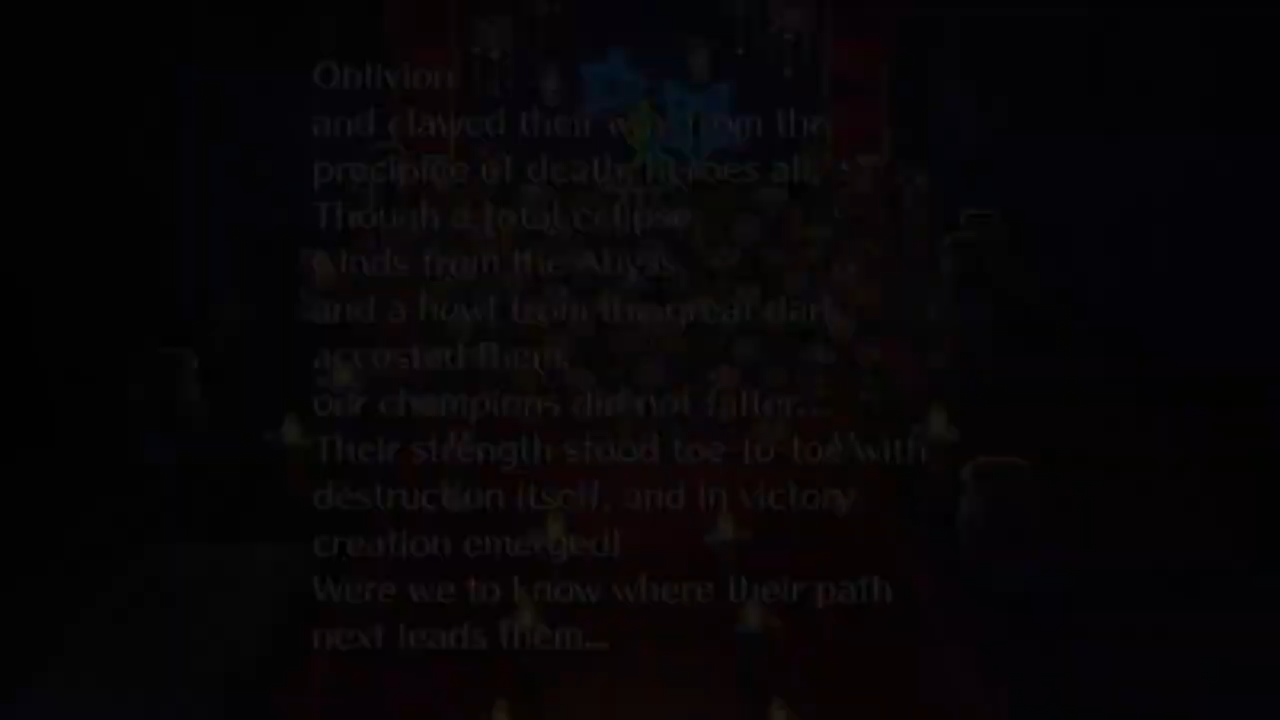 Oblivion
and clawed their way from the
precipice of death, heroes all.
Though a total eclipse
winds from the Abyss,
and a howl from the great dark
accosted them,
our champions did not falter...
Their strength stood toe-to-toe with
destruction itself, and in victory
creation emerged!
Were we to know where their path
next leads them...